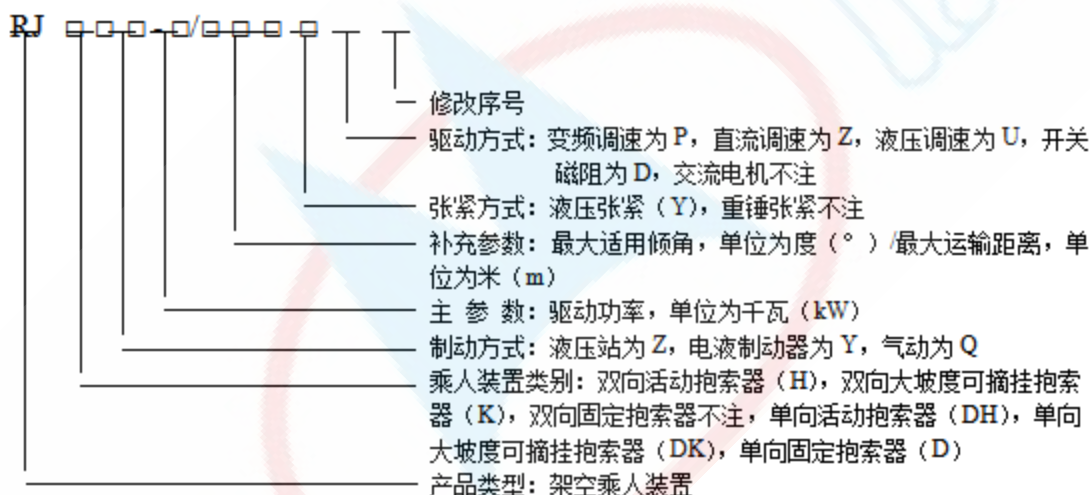 RJ □□□-□/□□□ □
修改序号
驱动方式：变频调速为 P，直流调速为 Z，液压调速为 U，开关
磁阻为 D，交流电机不注
张紧方式：液压张紧（Y），重锤张紧不注
补充参数：最大适用倾角，单位为度（°）/最大运输距离，单
位为米（m）
主 参 数：驱动功率，单位为千瓦（kW）
制动方式：液压站为 Z，电液制动器为 Y，气动为 Q
乘人装置类别：双向活动抱索器（H），双向大坡度可摘挂抱索
器（K），双向固定抱索器不注，单向活动抱索器（DH），单向
大坡度可摘挂抱索器（DK），单向固定抱索器（D）
产品类型：架空乘人装置